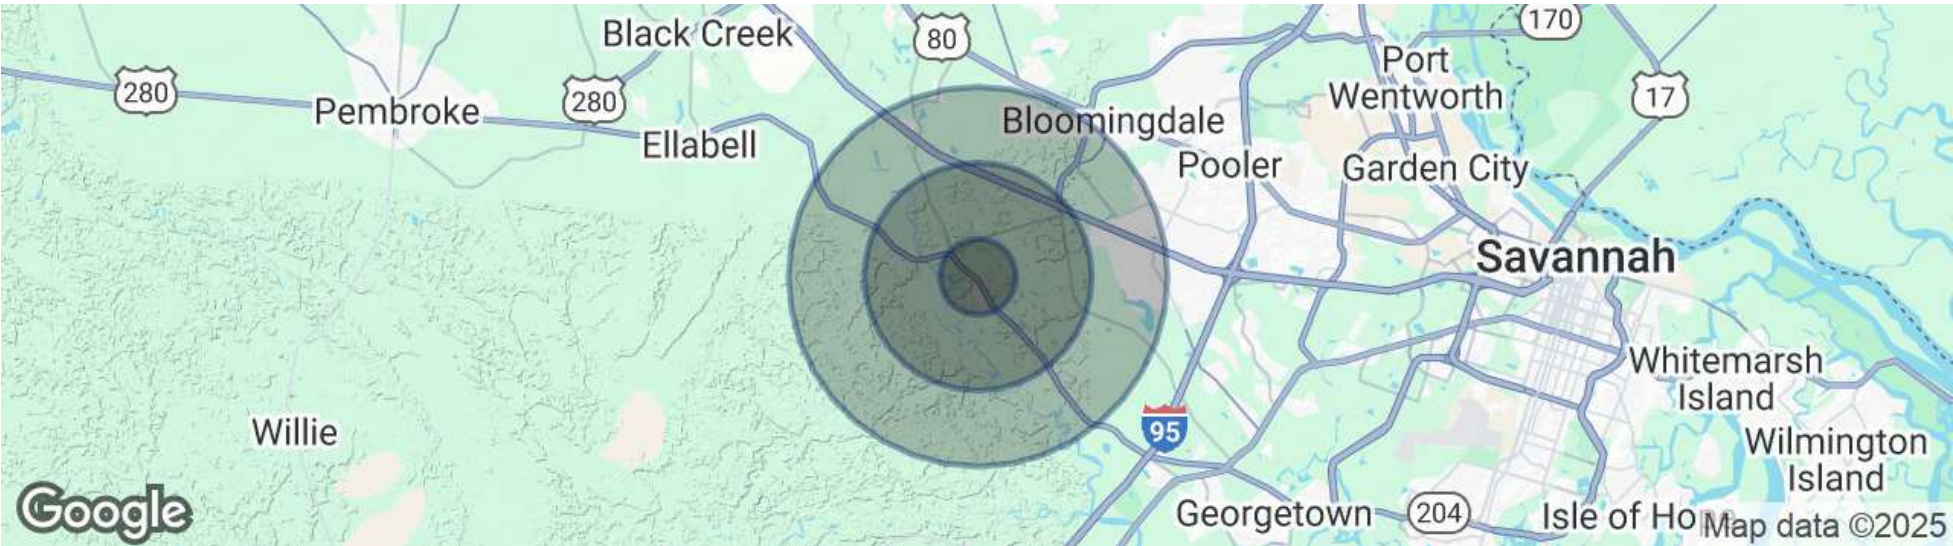 170
Black Creek
80
Port
Wentworth
280
280
17
Pembroke
Bloomingdale
Ellabell
Pooler
Garden City
Savannah
Whitemarsh
Island
95
Willie
Wilmington
Island
Google
Georgetown
204
Isle of Ho
Map data ©2025